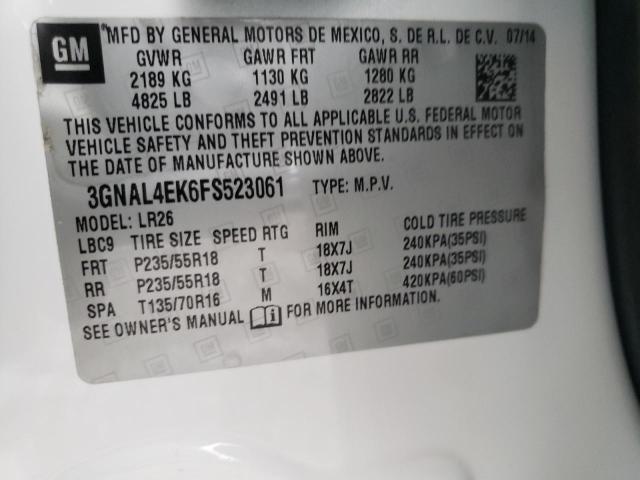 GM MFD BY GENERAL MOTORS DE MEXICO, S. DE R.L. DE C.V. 07/14
GVWR GAWR FRT GAWR RR
2189 KG 1130 KG 1280 KG
4825 LB 2491 LB 2822 LB
THIS VEHICLE CONFORMS TO ALL APPLICABLE U.S. FEDERAL MOTOR
VEHICLE SAFETY AND THEFT PREVENTION STANDARDS IN EFFECT ON
THE DATE OF MANUFACTURE SHOWN ABOVE.
3GNAL4EK6FS523061 TYPE: M.P.V.
MODEL: LR26
LBC9 TIRE SIZE SPEED RTG RIM COLD TIRE PRESSURE
FRT P235/55R18 T 18X7J 240KPA(35PSI)
RR P235/55R18 T 18X7J 240KPA(35PSI)
SPA T135/70R16 M 16X4T 420KPA(60PSI)
SEE OWNER'S MANUAL FOR MORE INFORMATION.